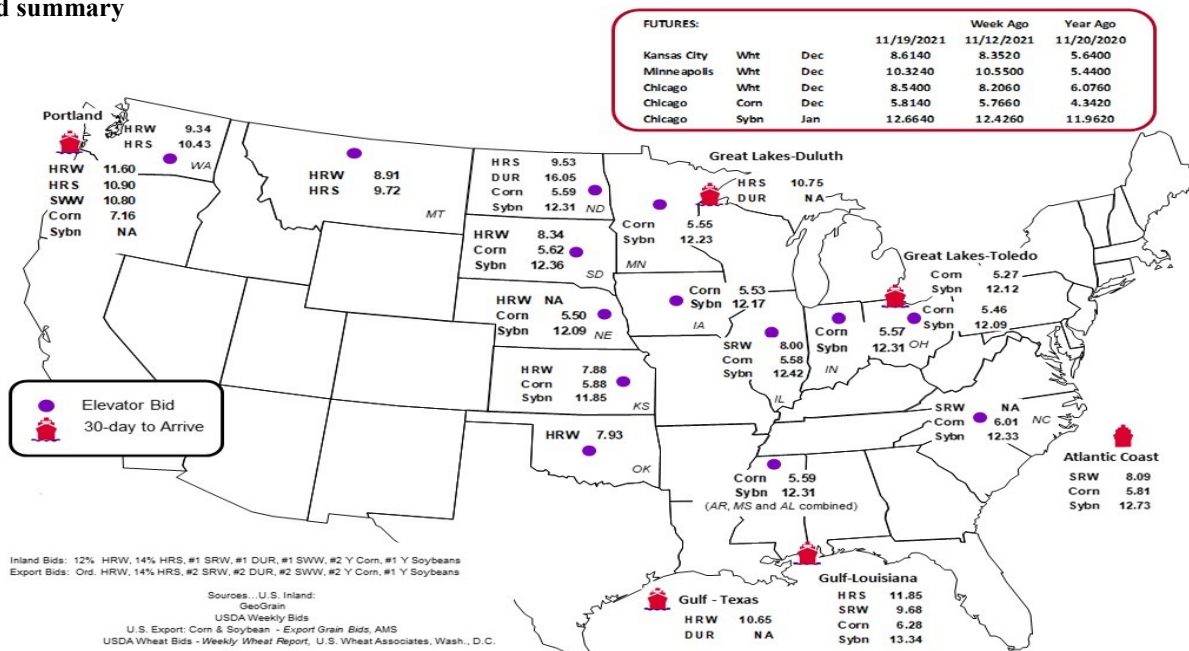 d summary
FUTURES: Week Ago Year Ago
11/19/2021 11/12/2021 11/20/2020
Kansas City Wht Dec 8.6140 8.3520 5.6400
Minneapolis Wht Dec 10.3240 10.5500 5.4400
Chicago Wht Dec 8.5400 8.2060 6.0760
Chicago Corn Dec 5.8140 5.7660 4.3420
Chicago Sybn Jan 12.6640 12.4260 11.9620
Portland
HRW 9.34
HRS 10.43
WA
HRW 11.60
HRS 10.90
SWW 10.80
Corn 7.16
Sybn NA
HRW 8.91
HRS 9.72
MT
HRS 9.53
DUR 16.05
Corn 5.59
Sybn 12.31 ND
HRW 8.34
Corn 5.62
Sybn 12.36 SD
HRW NA
Corn 5.50
Sybn 12.09 NE
HRW 7.88
Corn 5.88
Sybn 11.85 KS
HRW 7.93
OK
Great Lakes-Duluth
HRS 10.75
DUR NA
Corn 5.55
Sybn 12.23
MN
Corn 5.53
Sybn 12.17
IA
SRW 8.00
Corn 5.58
Sybn 12.42
IL
Great Lakes-Toledo
Corn 5.27
Sybn 12.12
Corn 5.46
Sybn 12.09
OH
Corn 5.57
Sybn 12.31
IN
SRW NA
Corn 6.01 NC
Sybn 12.33
Atlantic Coast
SRW 8.09
Corn 5.81
Sybn 12.73
Corn 5.59
Sybn 12.31
(AR, MS and AL combined)
Elevator Bid
30-day to Arrive
Gulf-Louisiana
HRS 11.85
SRW 9.68
Corn 6.28
Sybn 13.34
Gulf - Texas
HRW 10.65
DUR NA
Inland Bids: 12% HRW, 14% HRS, #1 SRW, #1 DUR, #1 SWW, #2 Y Corn, #1 Y Soybeans
Export Bids: Ord. HRW, 14% HRS, #2 SRW, #2 DUR, #2 SWW, #2 Y Corn, #1 Y Soybeans
Sources...U.S. Inland:
GeoGrain
USDA Weekly Bids
U.S. Export: Corn & Soybean - Export Grain Bids, AMS
USDA Wheat Bids - Weekly Wheat Report, U.S. Wheat Associates, Wash., D.C.